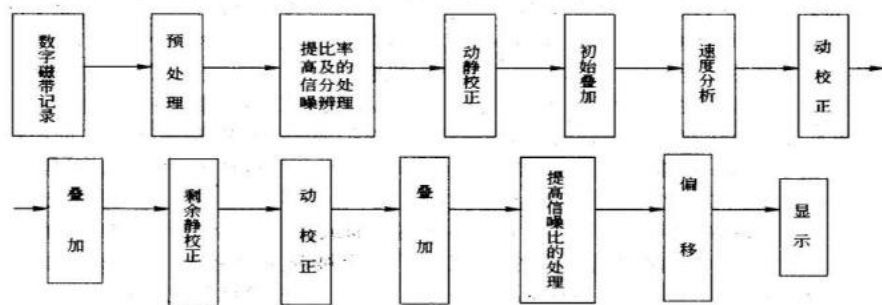 数字磁带记录
预处理
提高信噪比及分辨率的处理
动静校正
初始叠加
速度分析
动校正
叠加
剩余静校正
动校正
叠加
提高信噪比的处理
偏移
显示